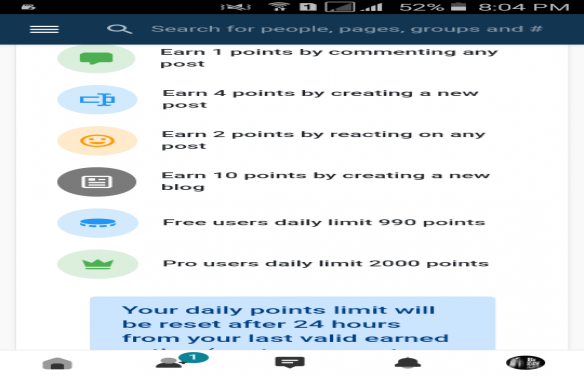 1
52%
8:04 PM
Search for people, pages, groups and #
Earn 1 points by commenting any
post
Earn 4 points by creating a new
post
Earn 2 points by reacting on any
post
Earn 10 points by creating a new
blog
Free users daily limit 990 points
Pro users daily limit 2000 points
Your daily points limit will
be reset after 24 hours
from your last valid earned
1